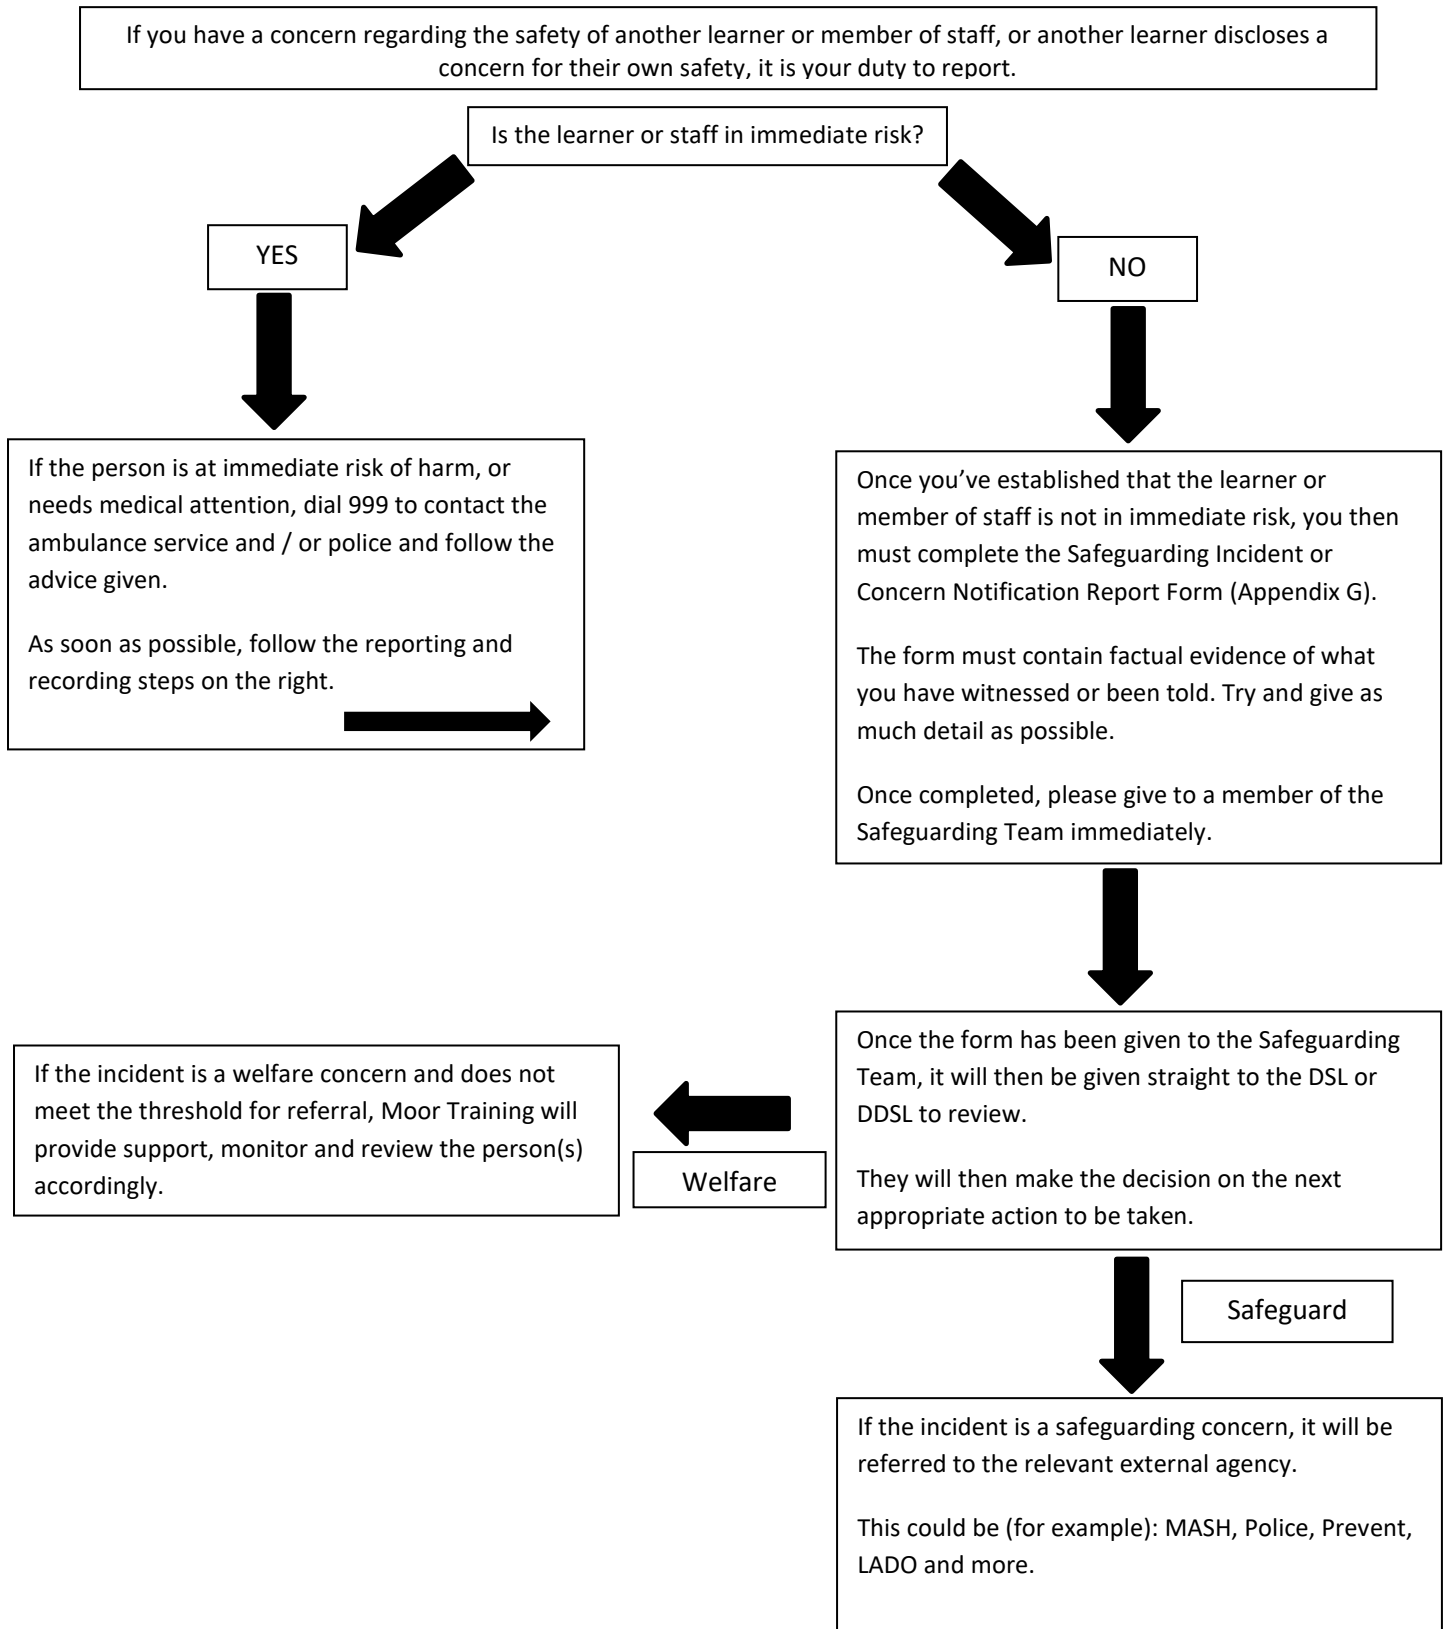 If you have a concern regarding the safety of another learner or member of staff, or another learner discloses a
concern for their own safety, it is your duty to report.
Is the learner or staff in immediate risk?
YES
NO
If the person is at immediate risk of harm, or
needs medical attention, dial 999 to contact the
ambulance service and / or police and follow the
advice given.
As soon as possible, follow the reporting and
recording steps on the right.
Once you’ve established that the learner or
member of staff is not in immediate risk, you then
must complete the Safeguarding Incident or
Concern Notification Report Form (Appendix G).
The form must contain factual evidence of what
you have witnessed or been told. Try and give as
much detail as possible.
Once completed, please give to a member of the
Safeguarding Team immediately.
Once the form has been given to the Safeguarding
Team, it will then be given straight to the DSL or
DDSL to review.
They will then make the decision on the next
appropriate action to be taken.
Welfare
If the incident is a welfare concern and does not
meet the threshold for referral, Moor Training will
provide support, monitor and review the person(s)
accordingly.
Safeguard
If the incident is a safeguarding concern, it will be
referred to the relevant external agency.
This could be (for example): MASH, Police, Prevent,
LADO and more.